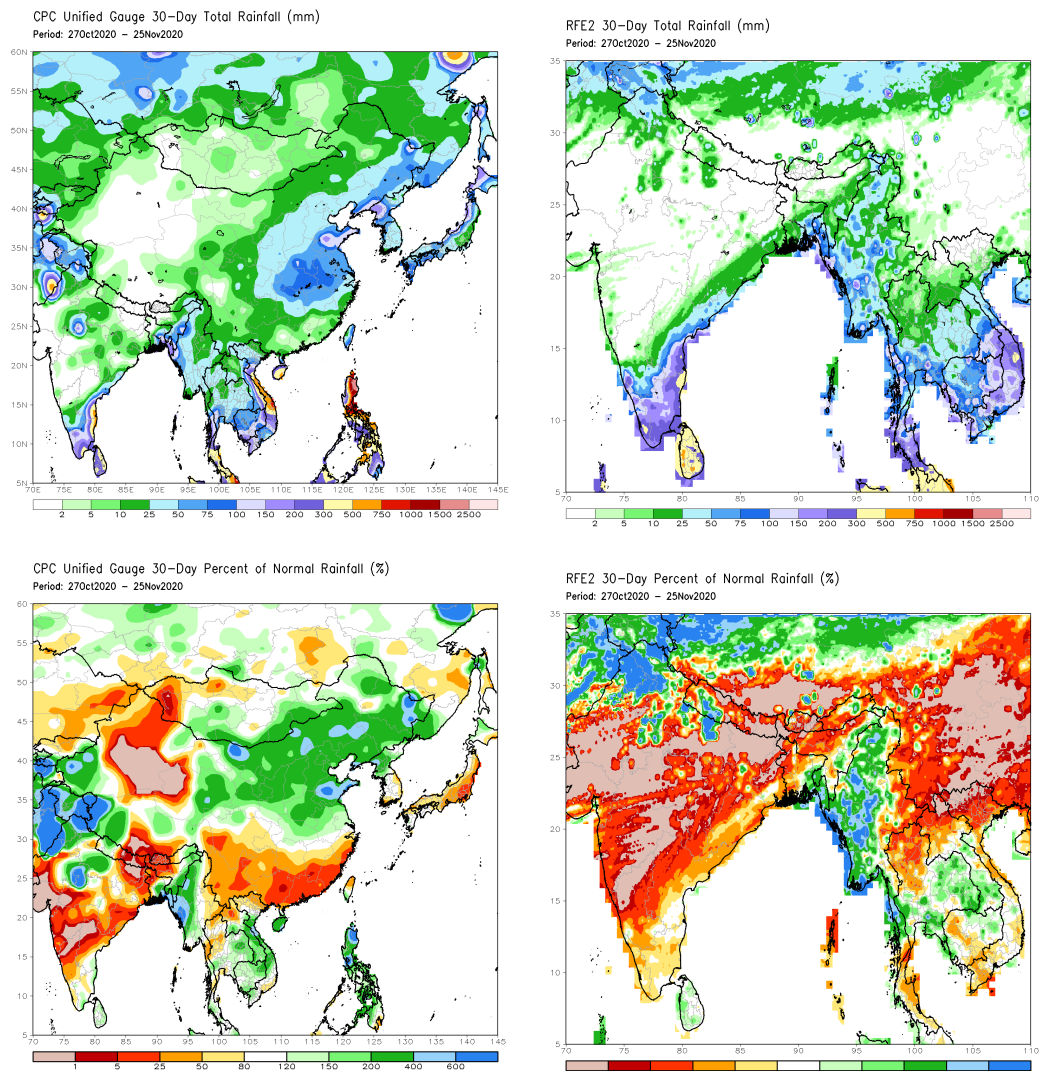 CPC Unified Gauge 30-Day Total Rainfall (mm)
Period: 27Oct2020 - 25Nov2020
60N
55N
50N
45N
40N
35N
30N
25N
20N
15N
10N
5N
70E 75E 80E 85E 90E 95E 100E 105E 110E 115E 120E 125E 130E 135E 140E 145E
2 5 10 25 50 75 100 150 200 300 500 750 1000 1500 2500
RFE2 30-Day Total Rainfall (mm)
Period: 27Oct2020 - 25Nov2020
35
30
25
20
15
10
5
70 75 80 85 90 95 100 105 110
2 5 10 25 50 75 100 150 200 300 500 750 1000 1500 2500
CPC Unified Gauge 30-Day Percent of Normal Rainfall (%)
Period: 27Oct2020 - 25Nov2020
60
55
50
45
40
35
30
25
20
15
10
5
70 75 80 85 90 95 100 105 110 115 120 125 130 135 140 145
1 5 25 50 80 120 150 200 400 600
RFE2 30-Day Percent of Normal Rainfall (%)
Period: 27Oct2020 - 25Nov2020
35
30
25
20
15
10
5
70 75 80 85 90 95 100 105 110